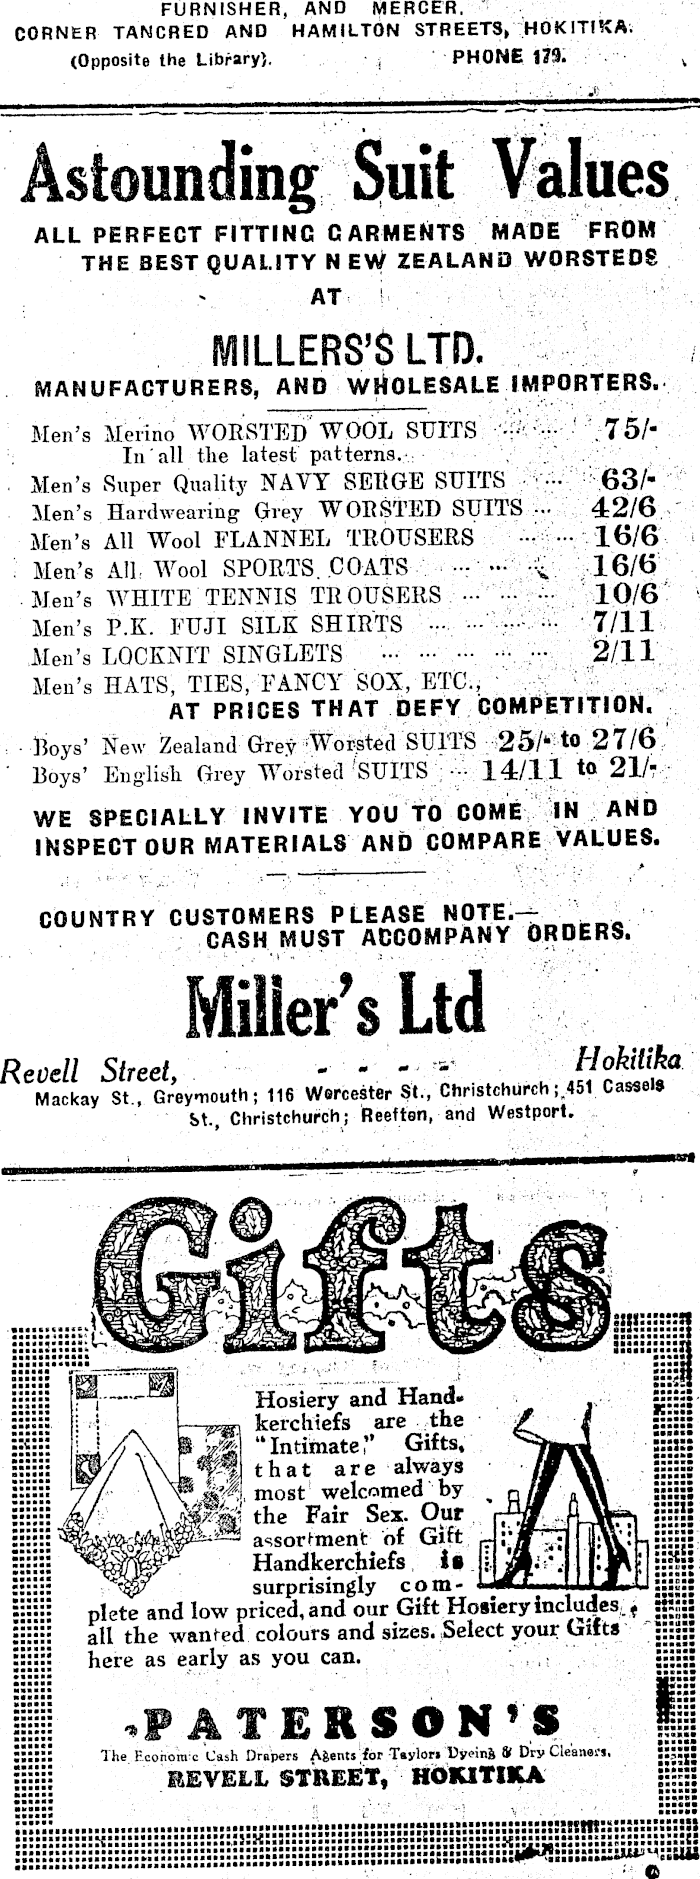 FURNISHER, AND MERCER.
CORNER TANCRED AND HAMILTON STREETS, HOKITIKA.
(Opposite the Library). PHONE 179.
Astounding Suit Values
ALL PERFECT FITTING GARMENTS MADE FROM
THE BEST QUALITY NEW ZEALAND WORSTEDS
AT
MILLERS'S LTD.
MANUFACTURERS, AND WHOLESALE IMPORTERS.
Men's Merino WORSTED WOOL SUITS ... ... 75/-
In all the latest patterns.
Men's Super Quality NAVY SERGE SUITS ... 63/-
Men's Hardwearing Grey WORSTED SUITS ... 42/6
Men's All Wool FLANNEL TROUSERS ... ... 16/6
Men's All Wool SPORTS COATS ... ... ... 16/6
Men's WHITE TENNIS TROUSERS ... ... ... 10/6
Men's P.K. FUJI SILK SHIRTS ... ... ... ... 7/11
Men's LOCKNIT SINGLETS ... ... ... ... ... 2/11
Men's HATS, TIES, FANCY SOX, ETC.,
AT PRICES THAT DEFY COMPETITION.
Boys' New Zealand Grey Worsted SUITS 25/- to 27/6
Boys' English Grey Worsted SUITS ... 14/11 to 21/-
WE SPECIALLY INVITE YOU TO COME IN AND
INSPECT OUR MATERIALS AND COMPARE VALUES.
COUNTRY CUSTOMERS PLEASE NOTE.—
CASH MUST ACCOMPANY ORDERS.
Miller's Ltd
Revell Street, - - - - Hokitika
Mackay St., Greymouth; 116 Worcester St., Christchurch; 451 Cassels
St., Christchurch; Reefton, and Westport.
Gifts
Hosiery and Hand-
kerchiefs are the
"Intimate" Gifts,
that are always
most welcomed by
the Fair Sex. Our
assortment of Gift
Handkerchiefs is
surprisingly com-
plete and low priced, and our Gift Hosiery includes
all the wanted colours and sizes. Select your Gifts
here as early as you can.
PATERSON'S
The Economic Cash Drapers Agents for Taylors Dyeing & Dry Cleaners.
REVELL STREET, HOKITIKA